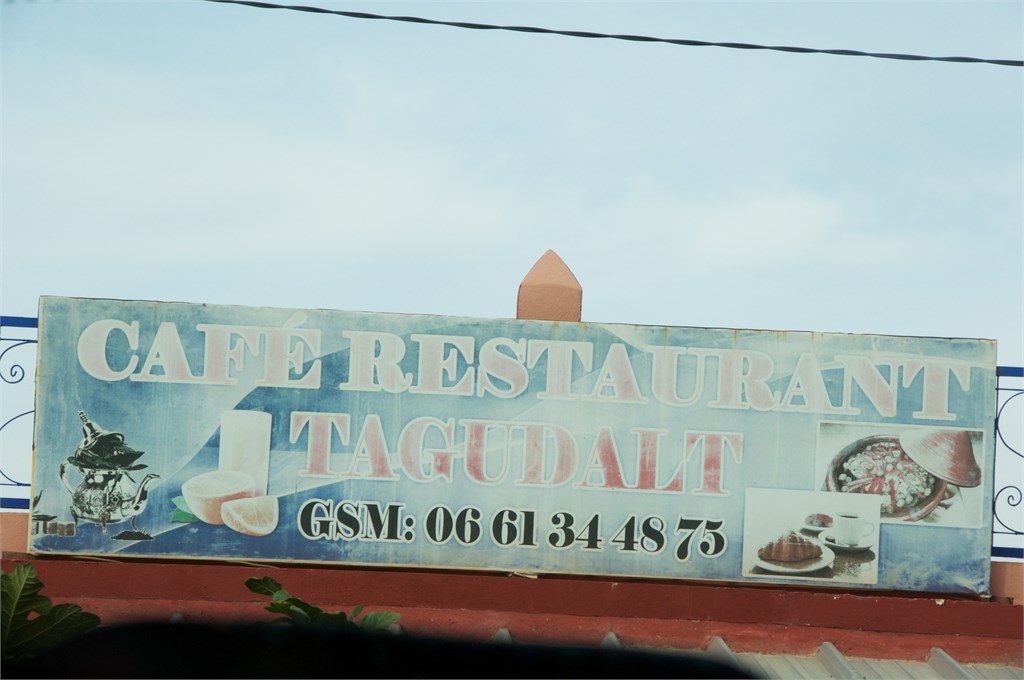 CAFÉ RESTAURANT
TAGUDALT
GSM: 06 61 34 48 75